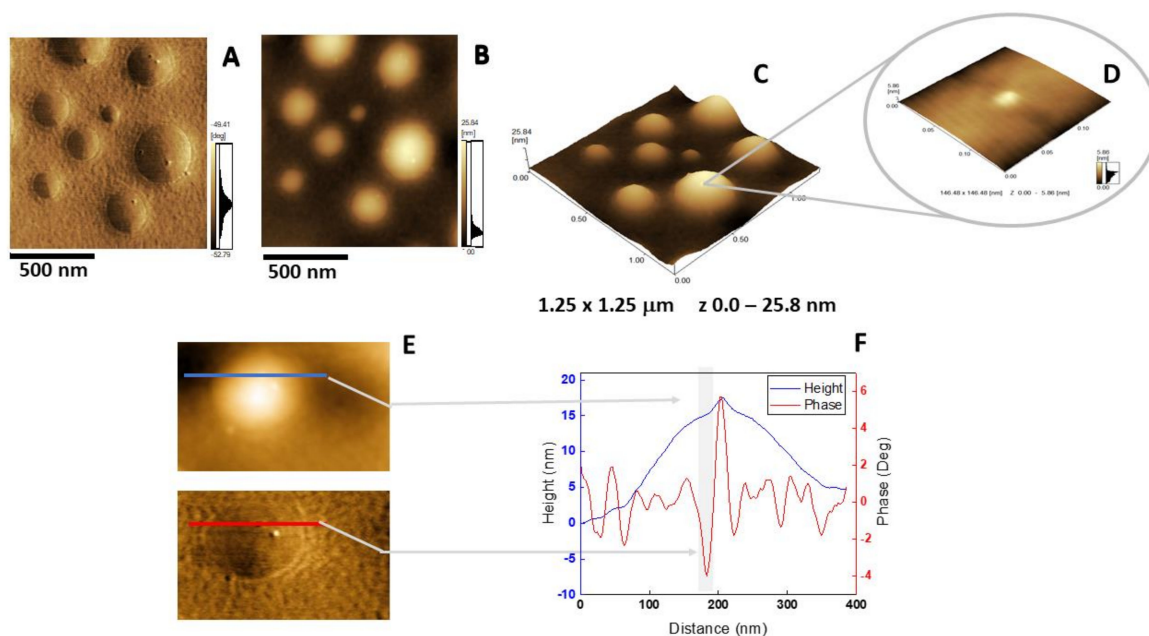 A
-49.41
[deg]
-52.79
500 nm
B
25.84
[nm]
500 nm
C
25.84
[nm]
0.00
0.50
1.00
0.50
0.00
1.25 x 1.25 μm z 0.0 – 25.8 nm
D
5.86
[nm]
0.00
0.05
0.10
0.10
0.05
0.00
5.86
[nm]
0.00
146.48 x 146.48 [nm] Z 0.00 - 5.86 [nm]
E
F
Height
Phase
Height (nm)
20
15
10
5
0
-5
-10
Phase (Deg)
6
4
2
0
-2
-4
0
100
200
300
400
Distance (nm)